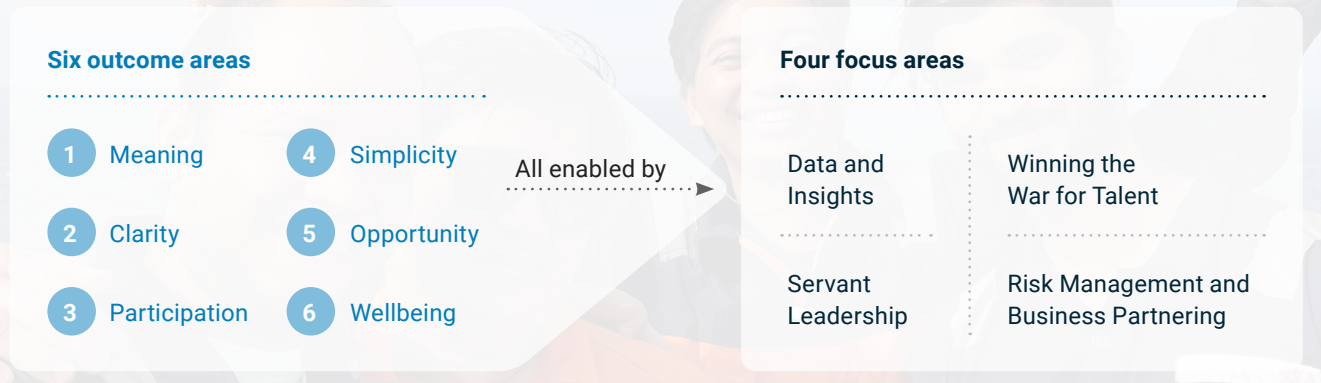 Six outcome areas
1 Meaning
2 Clarity
3 Participation
4 Simplicity
5 Opportunity
6 Wellbeing
All enabled by
Four focus areas
Data and
Insights
Winning the
War for Talent
Servant
Leadership
Risk Management and
Business Partnering